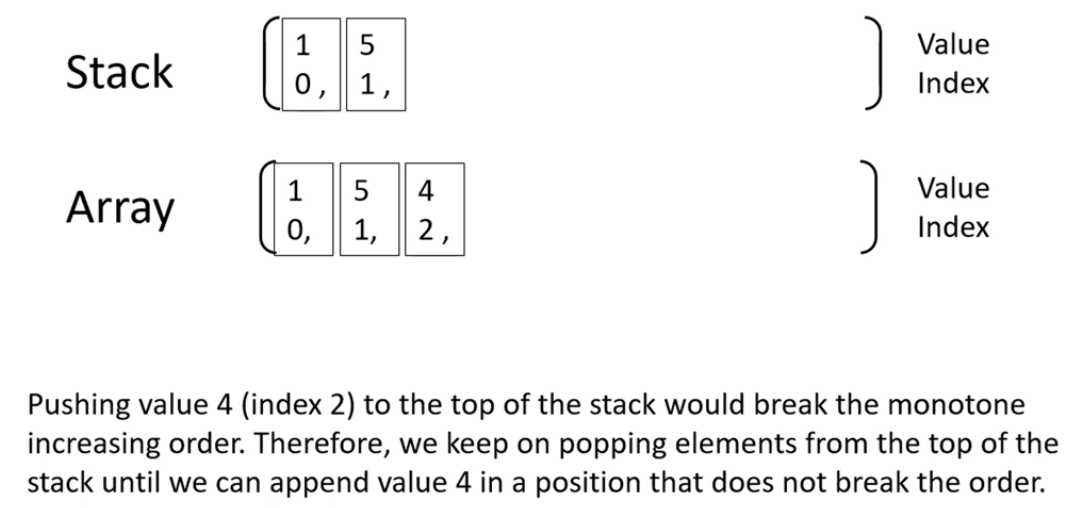 Stack
1 5
0, 1,
Value
Index
Array
1 5 4
0, 1, 2,
Value
Index
Pushing value 4 (index 2) to the top of the stack would break the monotone
increasing order. Therefore, we keep on popping elements from the top of the
stack until we can append value 4 in a position that does not break the order.